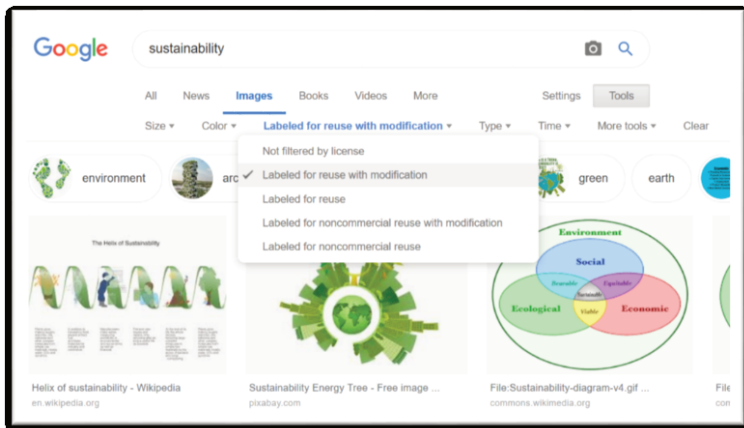 Google
sustainability
All News Images Books Videos More Settings Tools
Size Color Labeled for reuse with modification Type Time More tools Clear
Not filtered by license
environment
arc
Labeled for reuse with modification
green
earth
Labeled for reuse
Labeled for noncommercial reuse with modification
Labeled for noncommercial reuse
The Helix of Sustainability
Environment
Social
Bearable
Equitable
Sustainable
Ecological
Viable
Economic
Helix of sustainability - Wikipedia
en.wikipedia.org
Sustainability Energy Tree - Free image ...
pixabay.com
File:Sustainability-diagram-v4.gif ...
commons.wikimedia.org
File
com